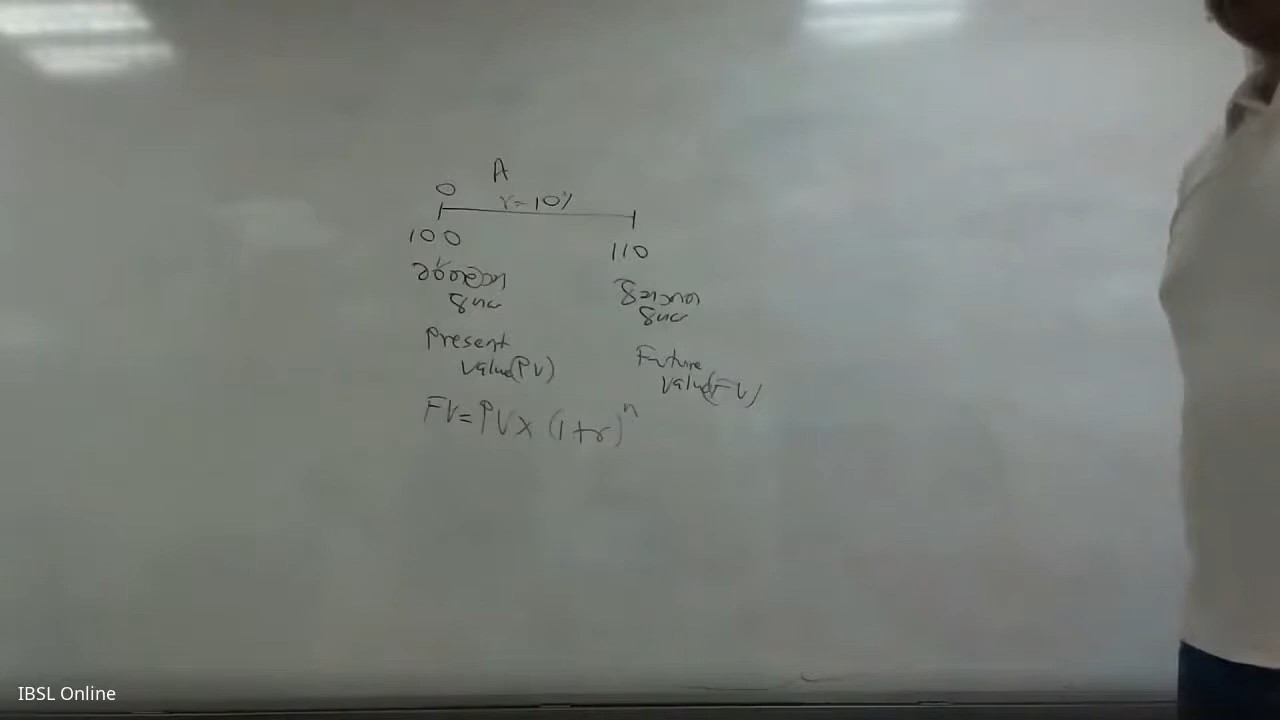 A
0
r = 10%
100
110
Present
value(PV)
Future
value(FV)
FV = PV x (1+r)^n
IBSL Online